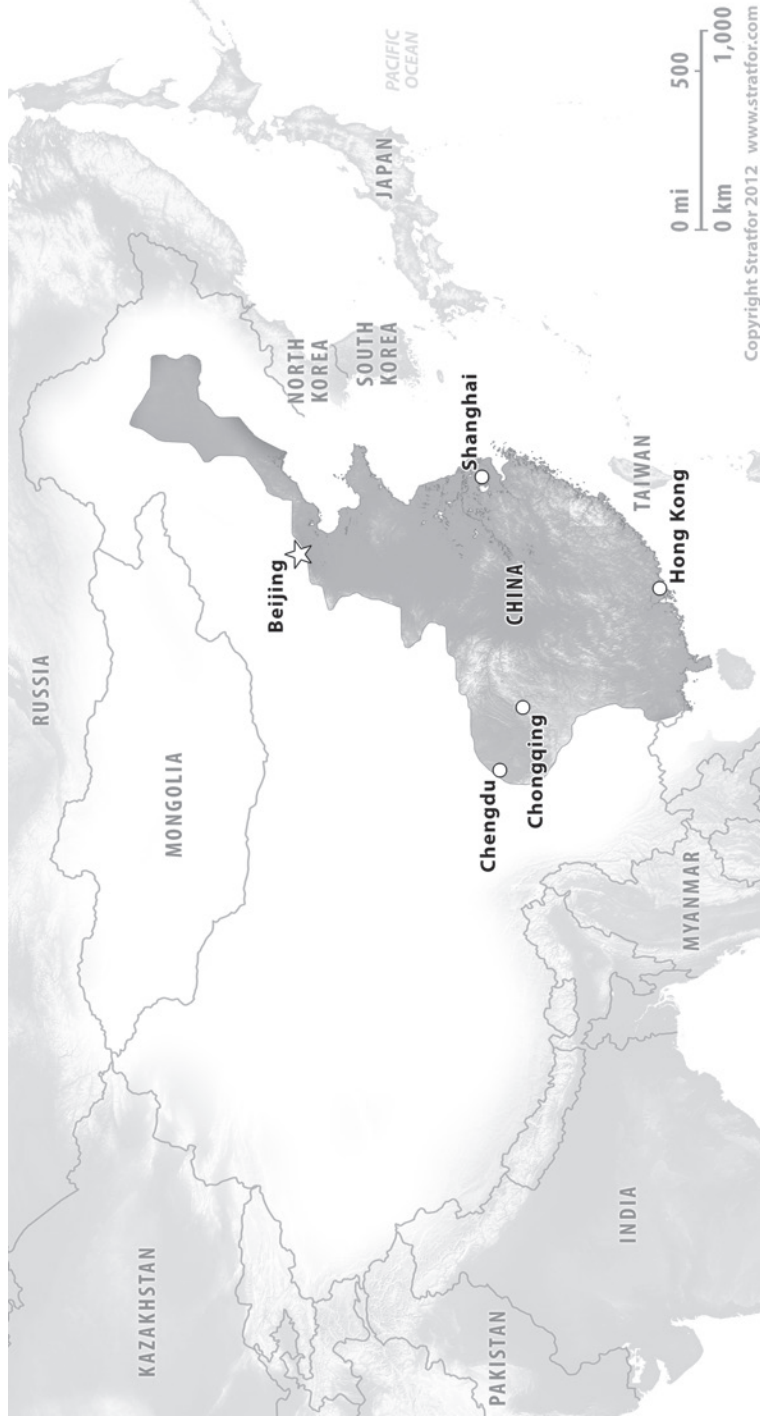 RUSSIA
KAZAKHSTAN
MONGOLIA
Beijing
NORTH
KOREA
SOUTH
KOREA
JAPAN
PACIFIC
OCEAN
PAKISTAN
INDIA
MYANMAR
Chengdu
Chongqing
CHINA
Shanghai
TAIWAN
Hong Kong
0 mi 500
0 km 1,000
Copyright Stratfor 2012 www.stratfor.com